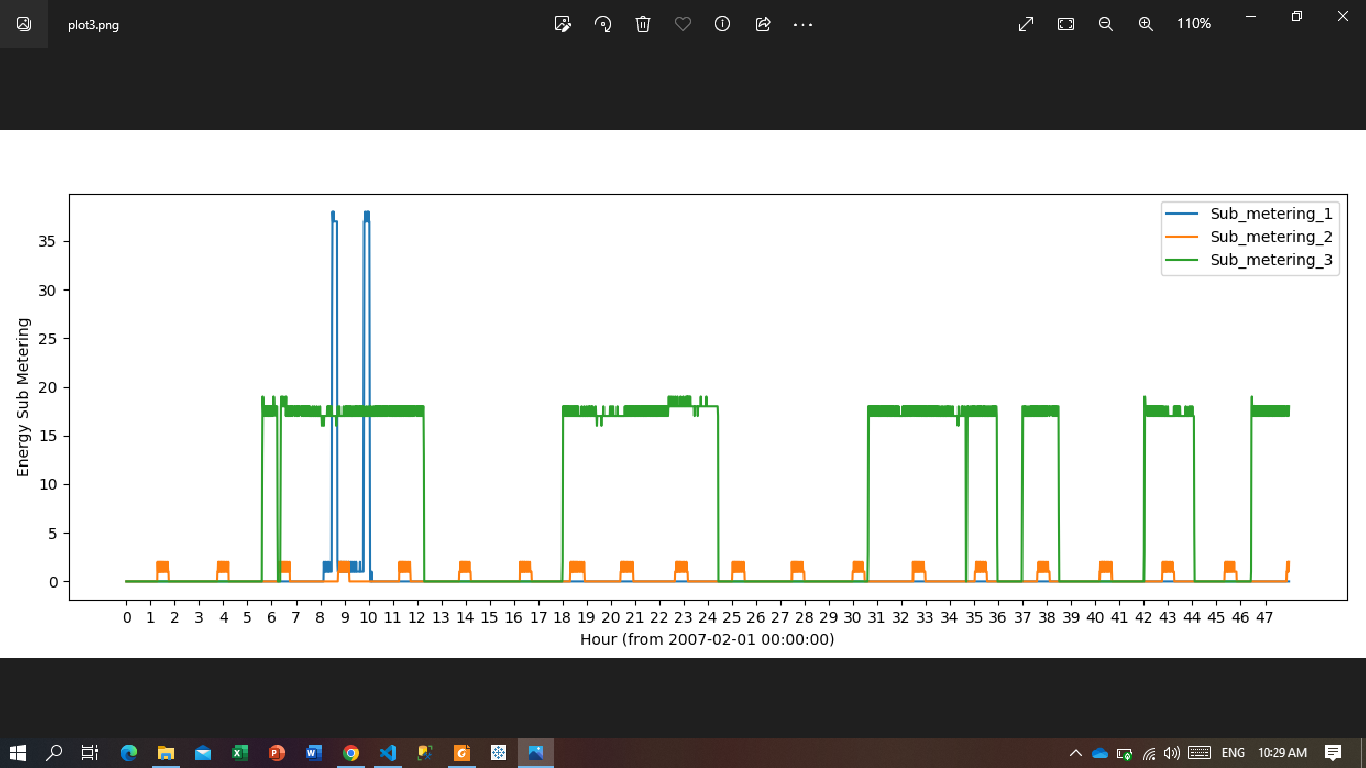 plot3.png
110%
35
30
25
20
15
10
5
0
Energy Sub Metering
Sub_metering_1
Sub_metering_2
Sub_metering_3
0 1 2 3 4 5 6 7 8 9 10 11 12 13 14 15 16 17 18 19 20 21 22 23 24 25 26 27 28 29 30 31 32 33 34 35 36 37 38 39 40 41 42 43 44 45 46 47
Hour (from 2007-02-01 00:00:00)
ENG 10:29 AM